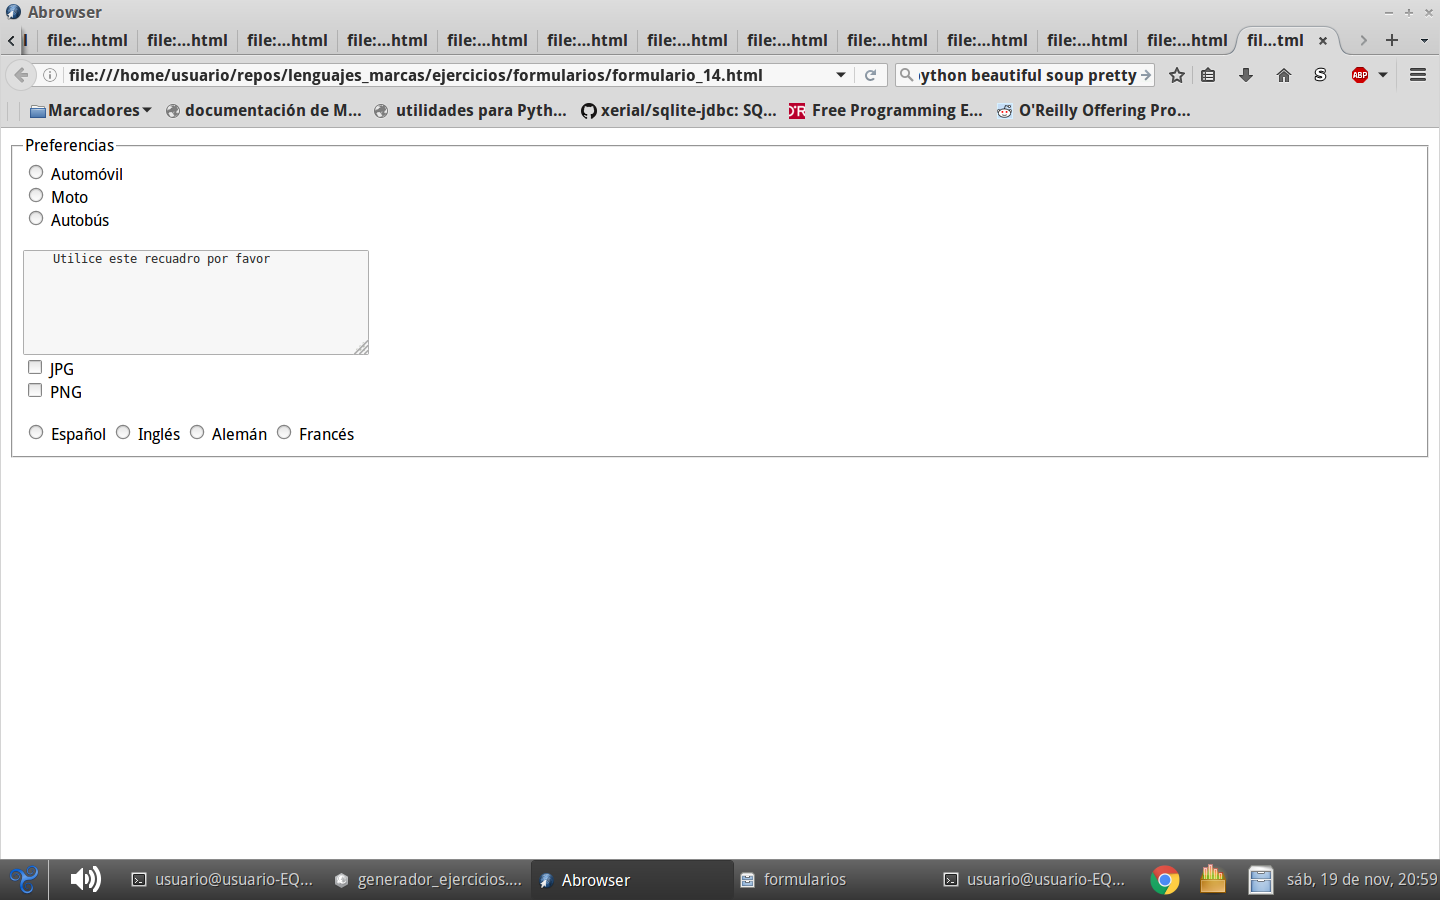 Abrowser
file:...html file:...html file:...html file:...html file:...html file:...html file:...html file:...html file:...html file:...html file:...html file:...html fil...tml
file:///home/usuario/repos/lenguajes_marcas/ejercicios/formularios/formulario_14.html python beautiful soup pretty S ABP
Marcadores documentación de M... utilidades para Pyth... xerial/sqlite-jdbc: SQ... Free Programming E... O'Reilly Offering Pro...
Preferencias
Automóvil
Moto
Autobús
Utilice este recuadro por favor
JPG
PNG
Español Inglés Alemán Francés
usuario@usuario-EQ... generador_ejercicios.... Abrowser formularios usuario@usuario-EQ... sáb, 19 de nov, 20:59